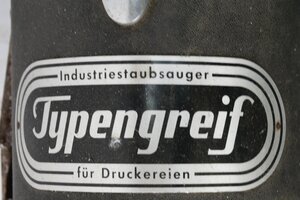 Industriestaubsauger
Typengreif
für Druckereien